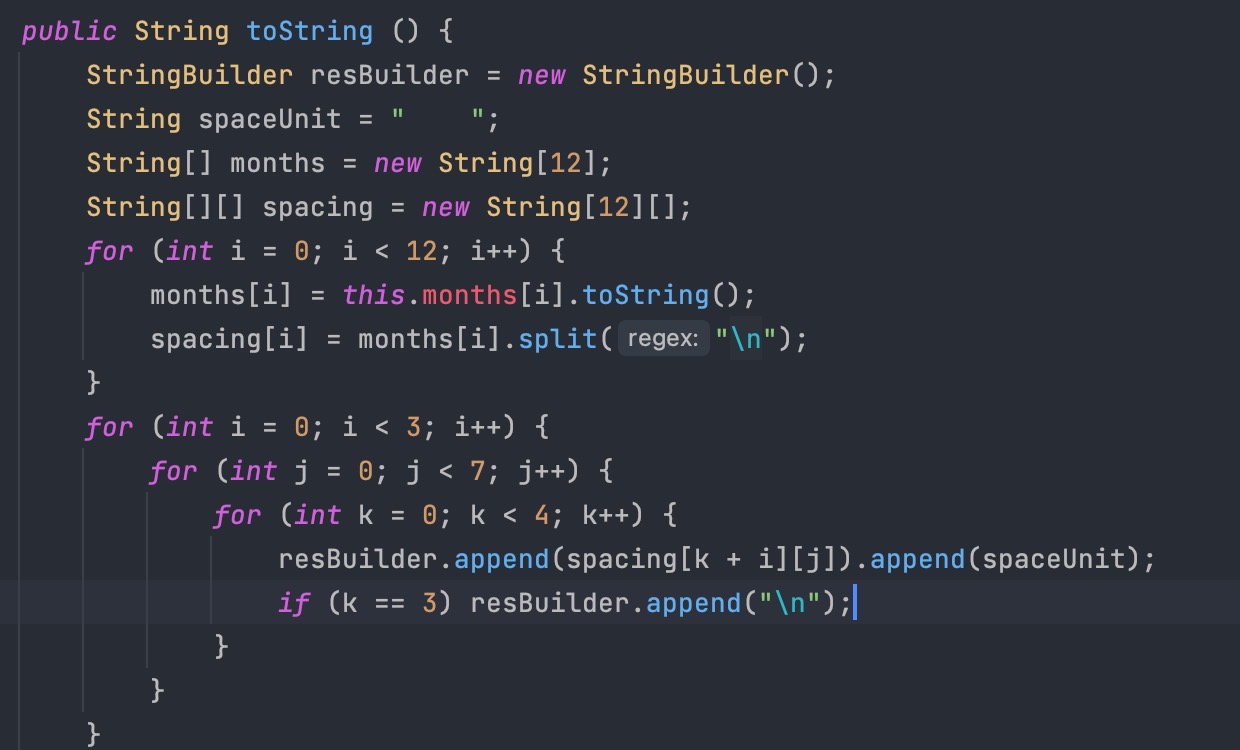 public String toString () {
    StringBuilder resBuilder = new StringBuilder();
    String spaceUnit = "    ";
    String[] months = new String[12];
    String[][] spacing = new String[12][];
    for (int i = 0; i < 12; i++) {
        months[i] = this.months[i].toString();
        spacing[i] = months[i].split( regex: "\n");
    }
    for (int i = 0; i < 3; i++) {
        for (int j = 0; j < 7; j++) {
            for (int k = 0; k < 4; k++) {
                resBuilder.append(spacing[k + i][j]).append(spaceUnit);
                if (k == 3) resBuilder.append("\n");
            }
        }
    }